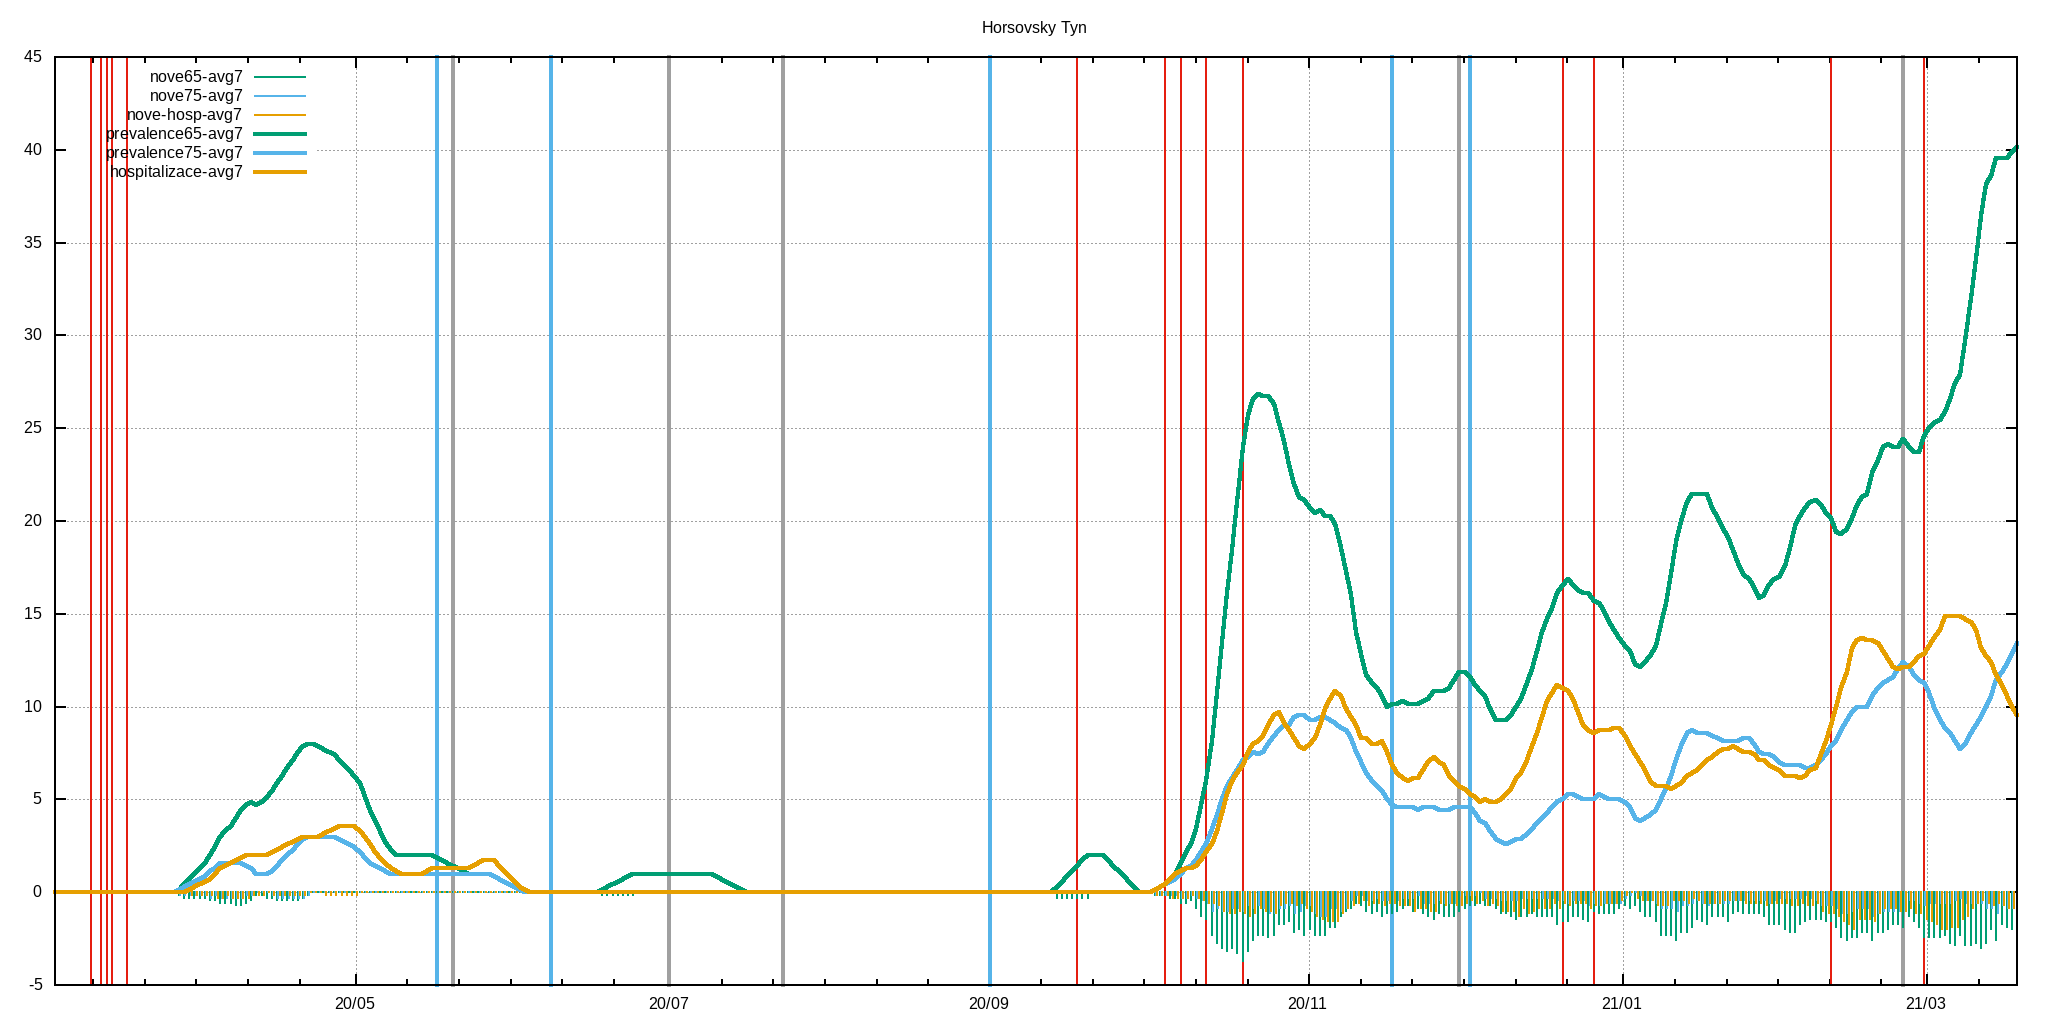 Horsovsky Tyn
45
40
35
30
25
20
15
10
5
0
-5
nove65-avg7
nove75-avg7
nove-hosp-avg7
prevalence65-avg7
prevalence75-avg7
hospitalizace-avg7
20/05 20/07 20/09 20/11 21/01 21/03